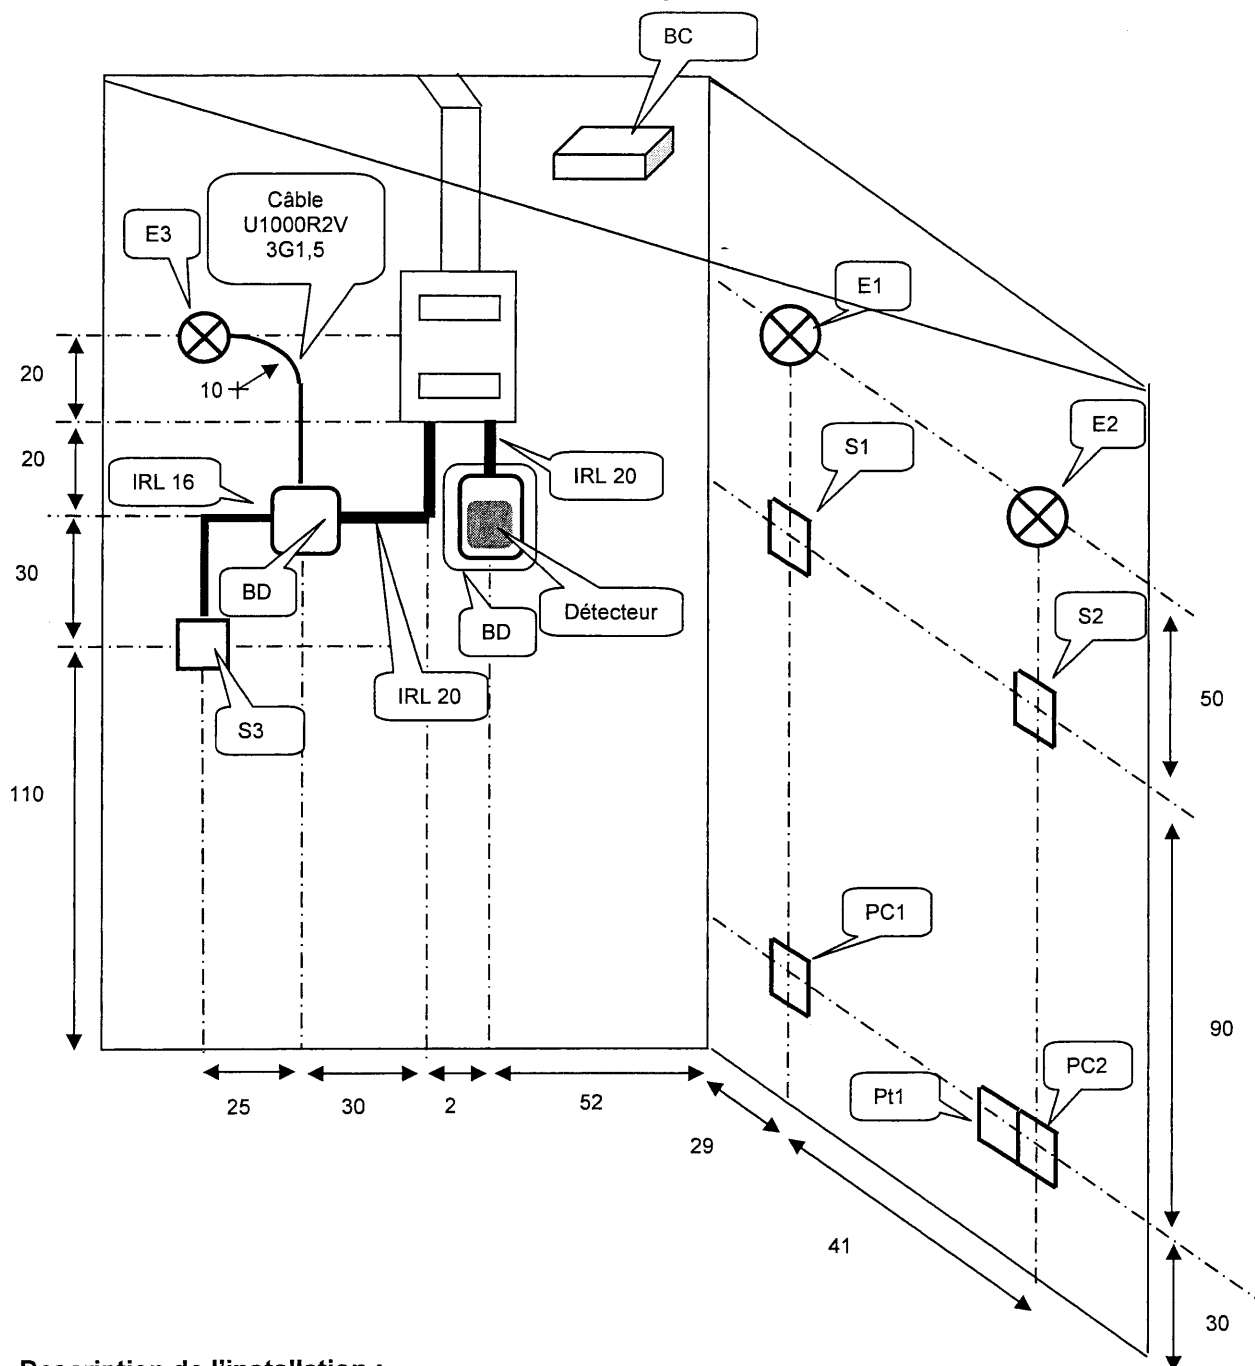 BC
Câble
U1000R2V
3G1,5
E3
E1
20
10
E2
S1
20
IRL 16
IRL 20
30
BD
Détecteur
BD
S2
IRL 20
50
S3
110
PC1
90
PC2
Pt1
25
30
2
52
29
41
30
Description de l'installation :